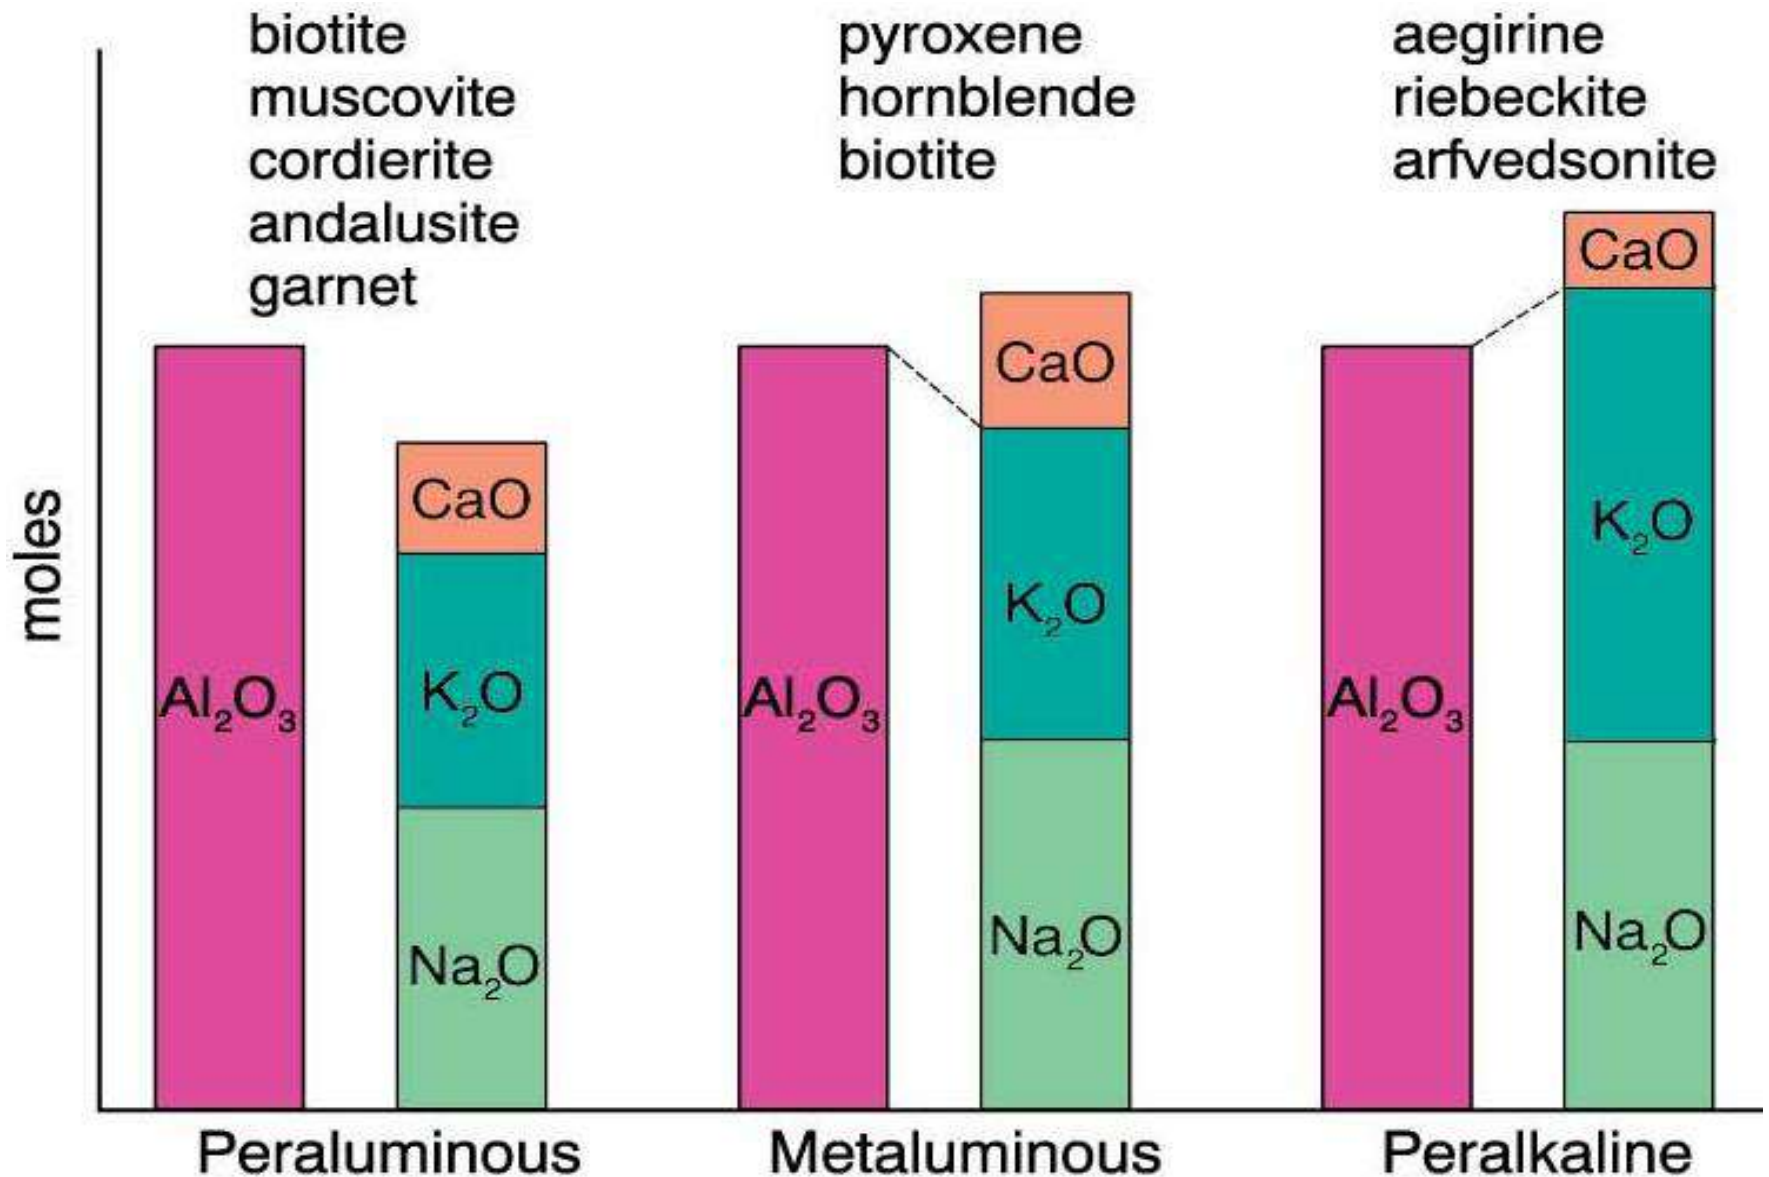 biotite
muscovite
cordierite
andalusite
garnet
pyroxene
hornblende
biotite
aegirine
riebeckite
arfvedsonite
moles
Al₂O₃
CaO
K₂O
Na₂O
Al₂O₃
CaO
K₂O
Na₂O
Al₂O₃
CaO
K₂O
Na₂O
Peraluminous
Metaluminous
Peralkaline